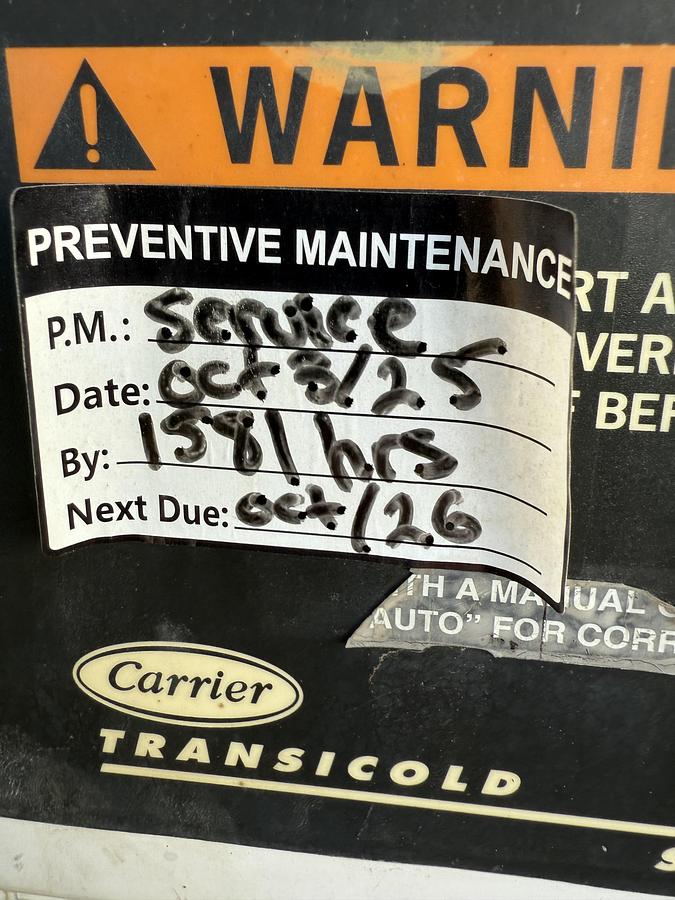 WARNI
PREVENTIVE MAINTENANCE
P.M.: Service
Date: Oct 3/25
By: 1581 hrs
Next Due: Oct/26
RT A
VER
BEF
TH A MANUAL
AUTO" FOR CORR
Carrier
TRANSICOLD
S